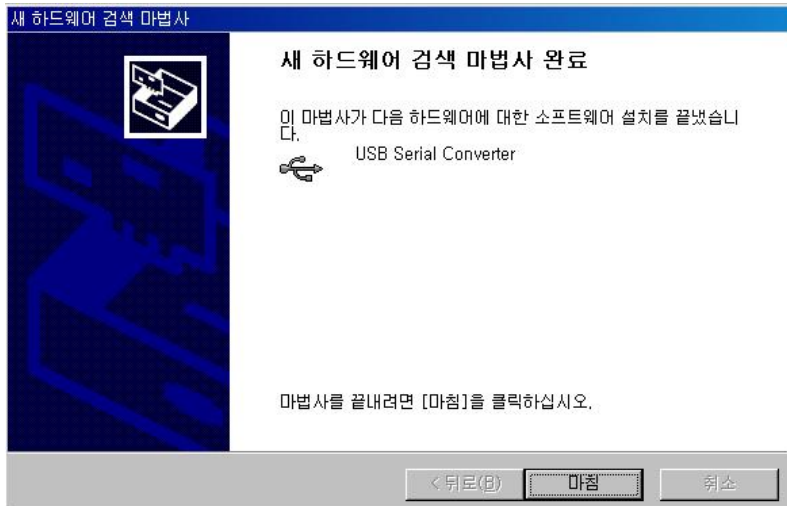 새 하드웨어 검색 마법사
새 하드웨어 검색 마법사 완료
이 마법사가 다음 하드웨어에 대한 소프트웨어 설치를 끝냈습니
다.
USB Serial Converter
마법사를 끝내려면 [마침]을 클릭하십시오.
< 뒤로(B) 마침 취소